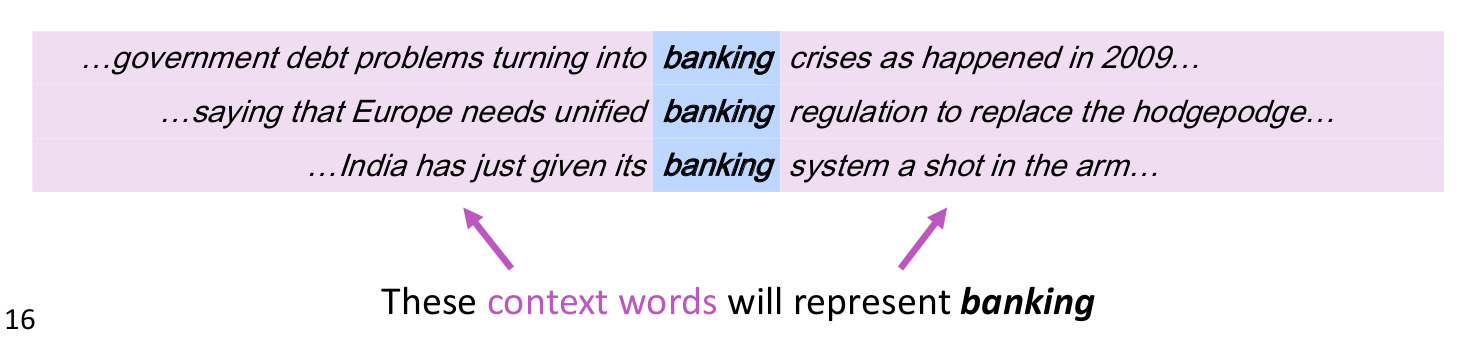 …government debt problems turning into banking crises as happened in 2009…
…saying that Europe needs unified banking regulation to replace the hodgepodge…
…India has just given its banking system a shot in the arm…
These context words will represent banking
16